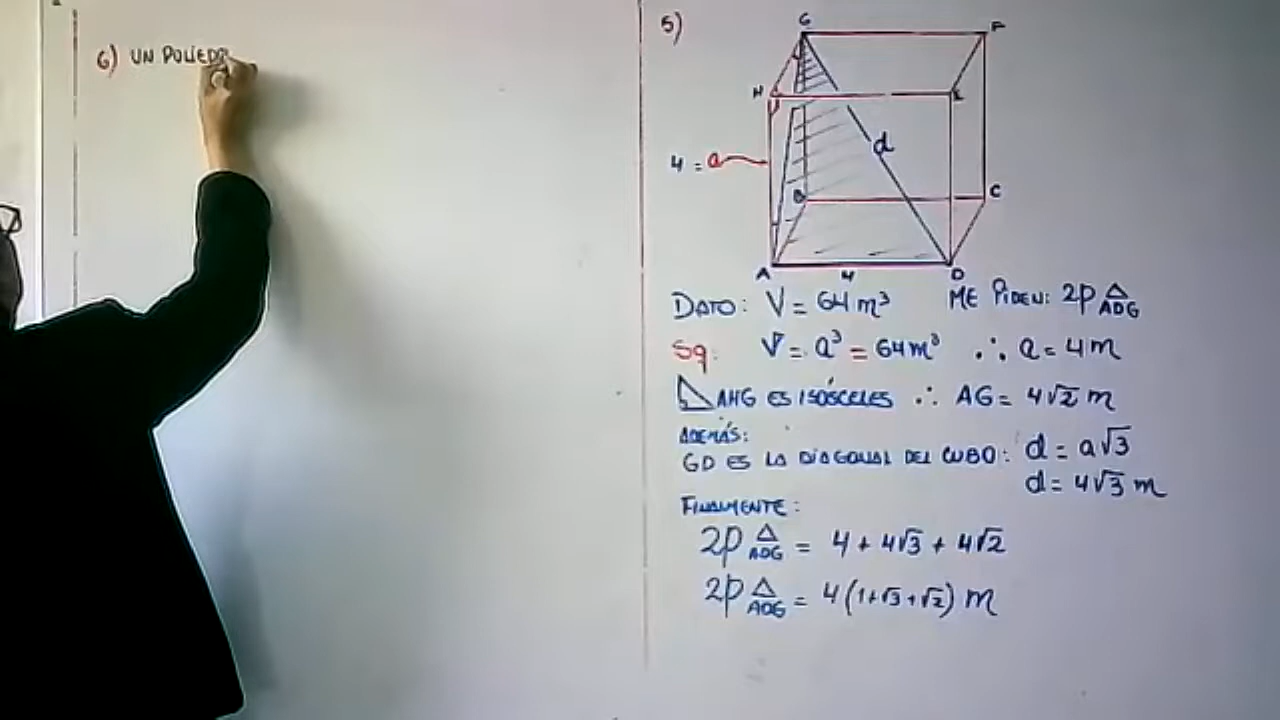 6) UN POLIED
5)
G
F
H
E
4 = a
d
B
C
A
4
D
DATO: V = 64 m³ ME PIDEN: 2P △ ADG
Sq: V = a³ = 64 m³ ∴ a = 4 m
△ AHG ES ISÓSCELES ∴ AG = 4√2 m
ADEMÁS:
GD ES LA DIAGONAL DEL CUBO: d = a√3
d = 4√3 m
FINALMENTE:
2P △ ADG = 4 + 4√3 + 4√2
2P △ ADG = 4 (1+√3+√2) m